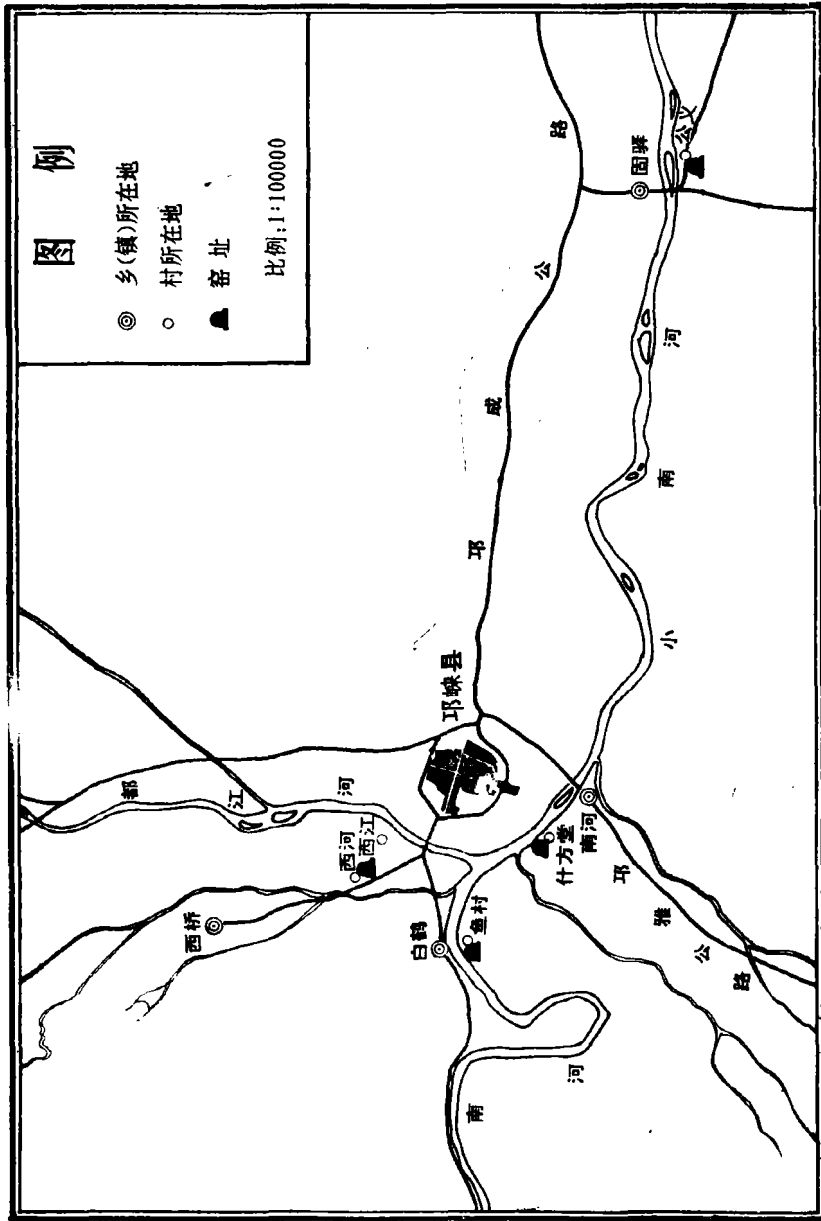 图 例
乡(镇)所在地
村所在地
窑 址
比例:1:100000
西桥
都江河
西河
西江
邛崃县
白鹤
鱼村
南河
什方堂
南河
邛雅公路
邛成公路
小南河
固驿
公义